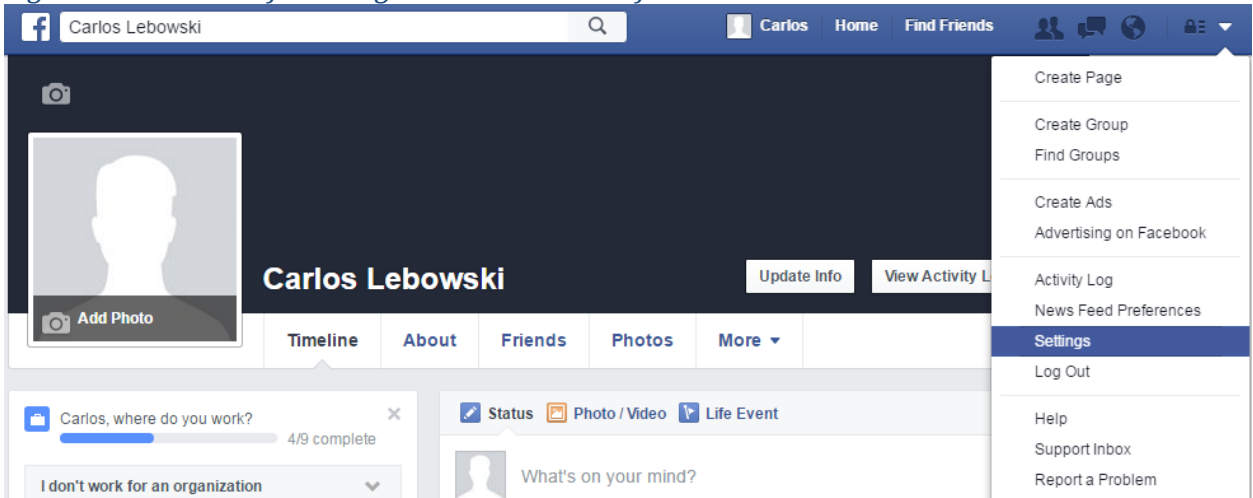 Carlos Lebowski
Carlos Home Find Friends
Create Page
Create Group
Find Groups
Create Ads
Advertising on Facebook
Activity Log
News Feed Preferences
Settings
Log Out
Help
Support Inbox
Report a Problem
Carlos Lebowski
Update Info
View Activity L
Add Photo
Timeline About Friends Photos More
Carlos, where do you work?
4/9 complete
I don't work for an organization
Status Photo / Video Life Event
What's on your mind?